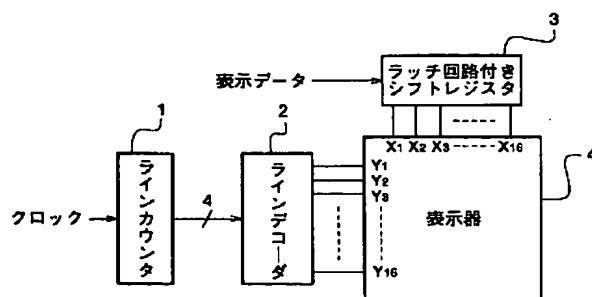 3
ラッチ回路付き
シフトレジスタ
表示データ
1
2
X1 X2 X3 X16
4
Y1
Y2
Y3
Y16
ラインカウンタ
ラインデコーダ
クロック
4
表示器